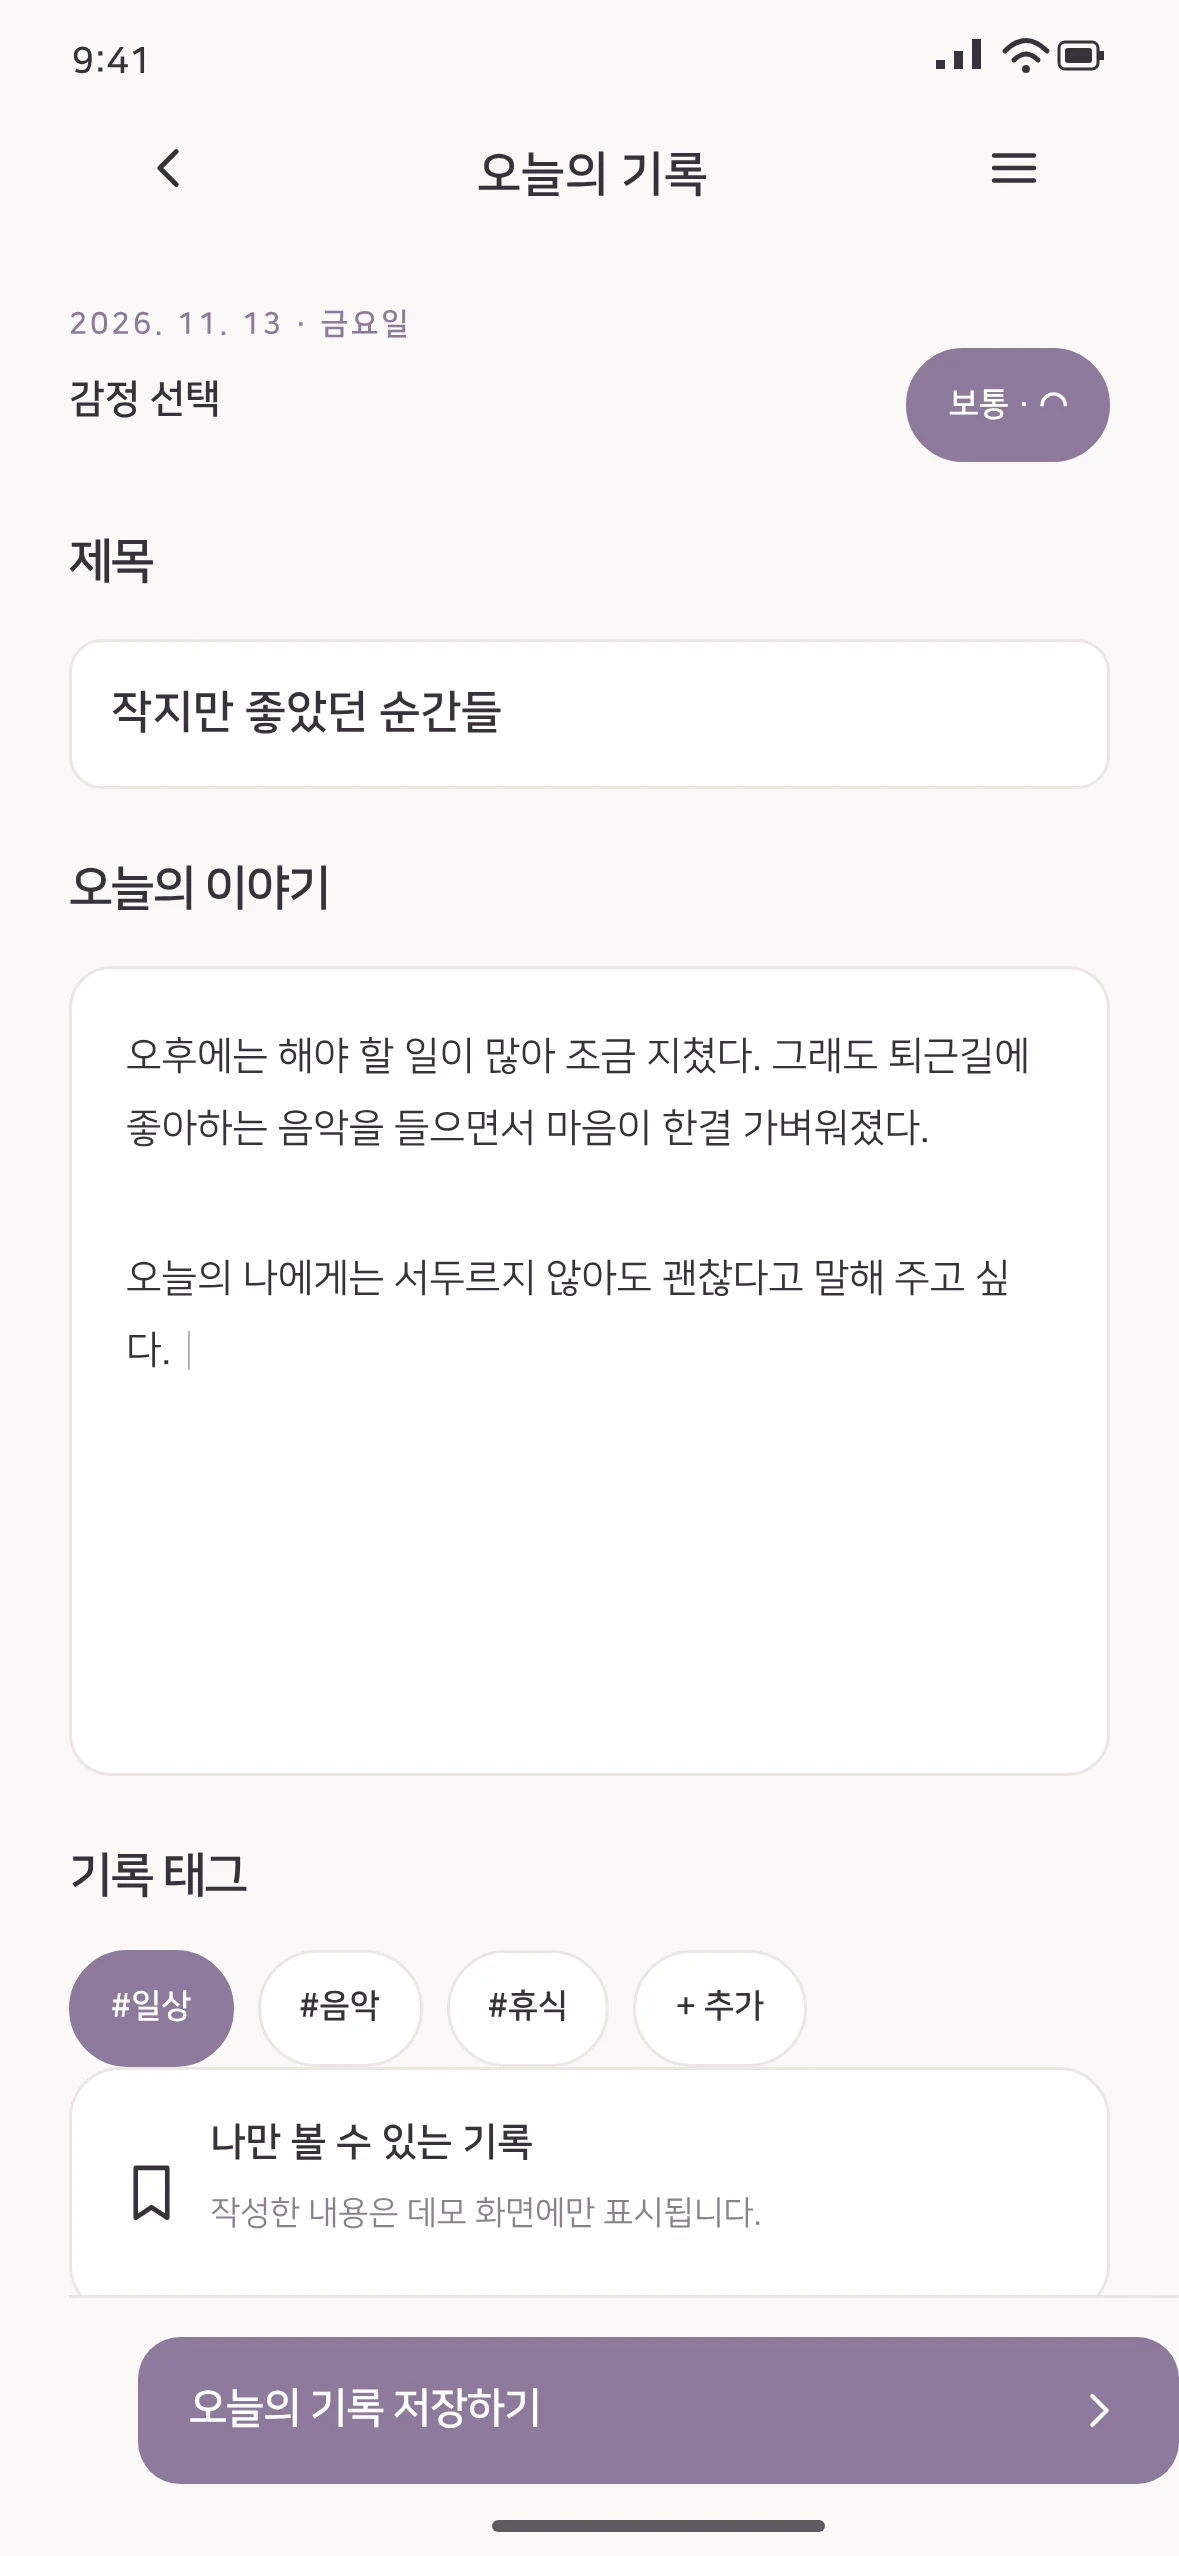 9:41
오늘의 기록
2026. 11. 13 · 금요일
감정 선택
보통 ·
제목
작지만 좋았던 순간들
오늘의 이야기
오후에는 해야 할 일이 많아 조금 지쳤다. 그래도 퇴근길에
좋아하는 음악을 들으면서 마음이 한결 가벼워졌다.
오늘의 나에게는 서두르지 않아도 괜찮다고 말해 주고 싶
다.
기록 태그
#일상 #음악 #휴식 + 추가
나만 볼 수 있는 기록
작성한 내용은 데모 화면에만 표시됩니다.
오늘의 기록 저장하기